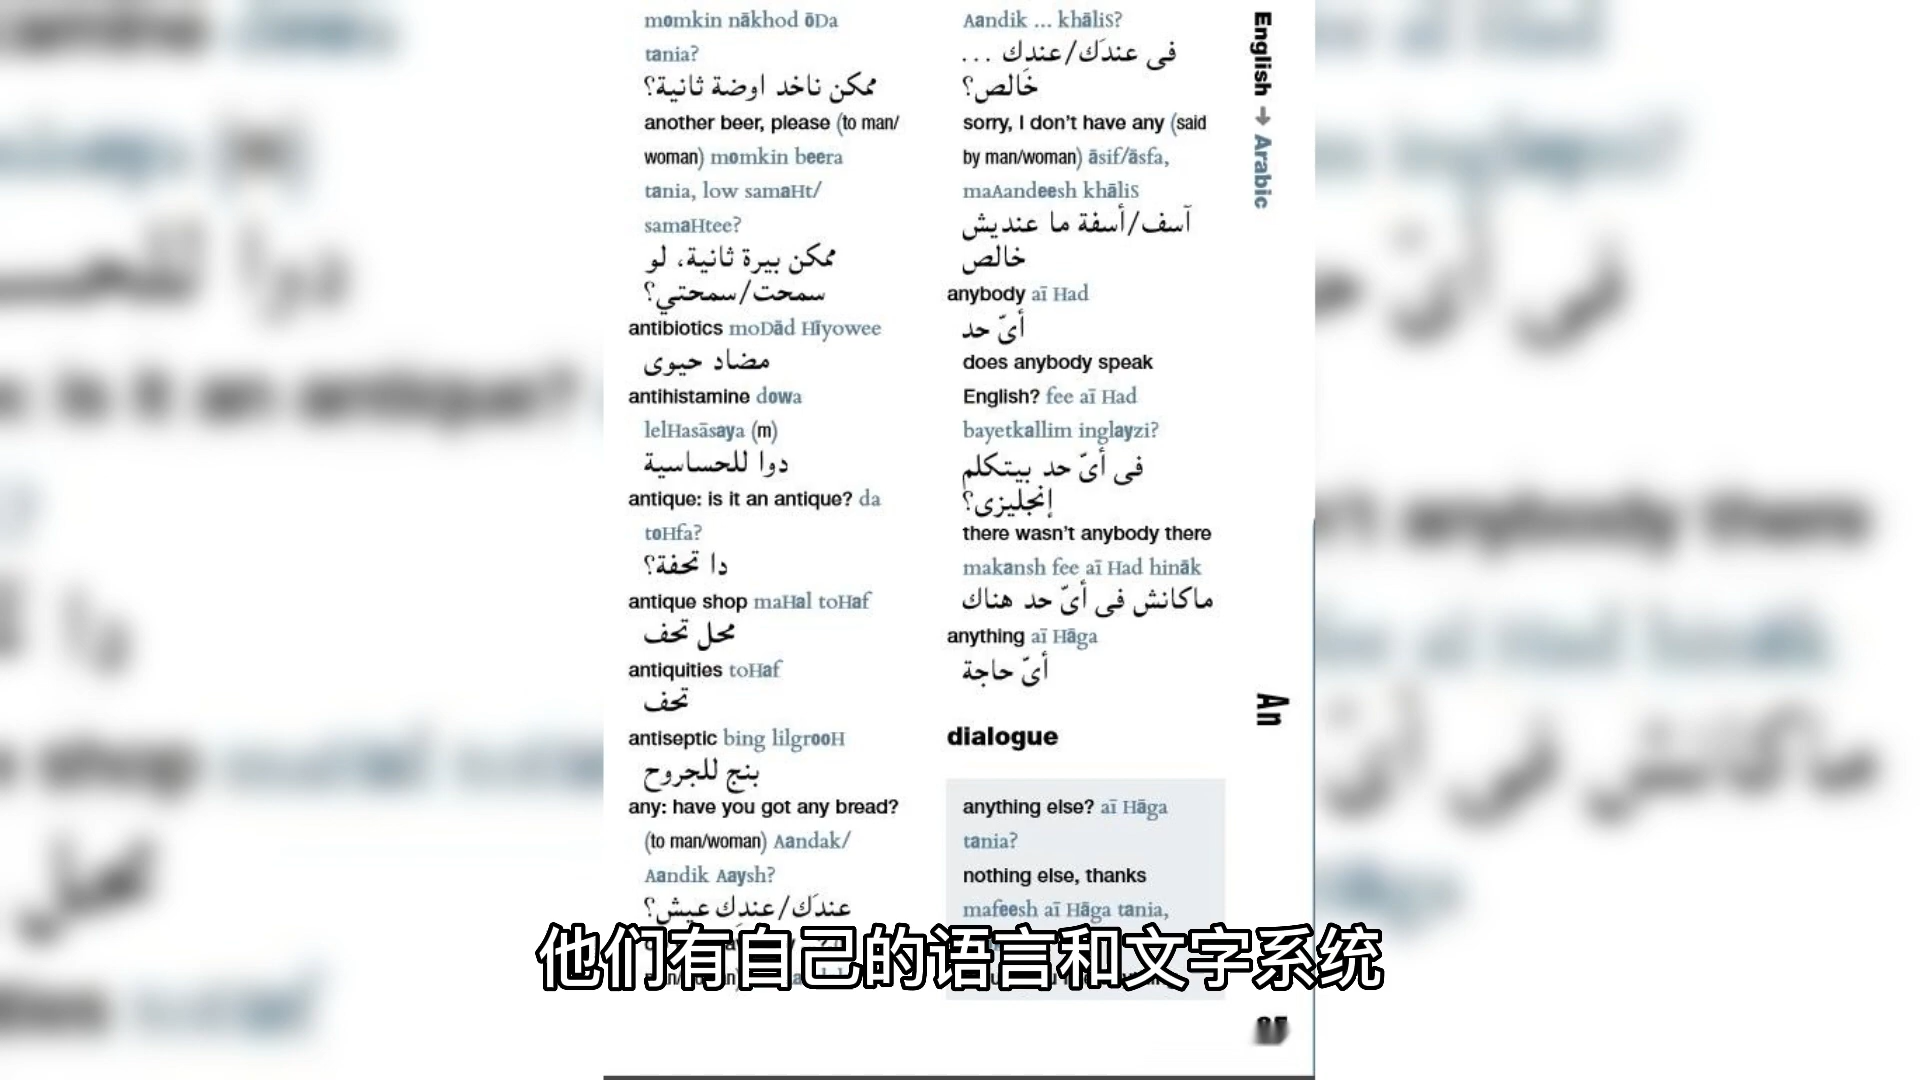 momkin nākhod ōDa
tania?
ممكن ناخد اوضة ثانية؟
another beer, please (to man/
woman) momkin beera
tania, low samaHt/
samaHtee?
ممكن بيرة ثانية، لو
سمحت/سمحتي؟
antibiotics moDād Hīyowee
مضاد حيوى
antihistamine dowa
lelHasāsaya (m)
دوا للحساسية
antique: is it an antique? da
toHfa?
دا تحفة؟
antique shop maHal toHaf
محل تحف
antiquities toHaf
تحف
antiseptic bing lilgrooH
بنج للجروح
any: have you got any bread?
(to man/woman) Aandak/
Aandik Aaysh?
عندَك/عندِك عيش؟
Aandik ... khāliS?
فى عندَك/عندِك ...
خَالص؟
sorry, I don't have any (said
by man/woman) āsif/āsfa,
maAandeesh khāliS
آسف/أسفة ما عنديش
خالص
anybody aī Had
أىّ حد
does anybody speak
English? fee aī Had
bayetkallim inglayzi?
فى أىّ حد بيتكلم
إنجليزى؟
there wasn't anybody there
makansh fee aī Had hināk
ماكانش فى أىّ حد هناك
anything aī Hāga
أىّ حاجة
dialogue
anything else? aī Hāga
tania?
nothing else, thanks
mafeesh aī Hāga tania,
English → Arabic
An
他们有自己的语言和文字系统